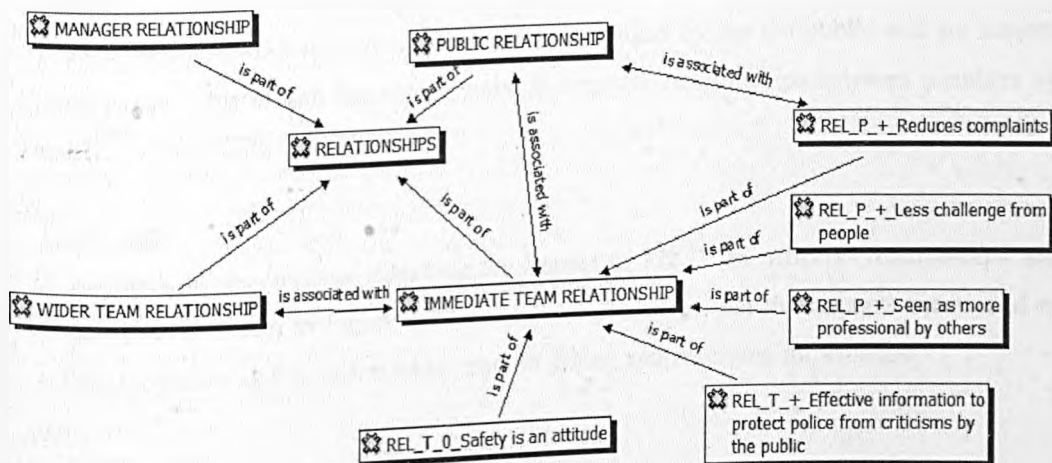 MANAGER RELATIONSHIP
PUBLIC RELATIONSHIP
is part of
is part of
is associated with
RELATIONSHIPS
REL_P_+_Reduces complaints
is associated with
is part of
is part of
is part of
REL_P_+_Less challenge from
people
is part of
WIDER TEAM RELATIONSHIP
is associated with
IMMEDIATE TEAM RELATIONSHIP
is part of
REL_P_+_Seen more
professional by others
is part of
is part of
REL_T_0_Safety is an attitude
REL_T_+_Effective information to
protect police from criticisms by
the public